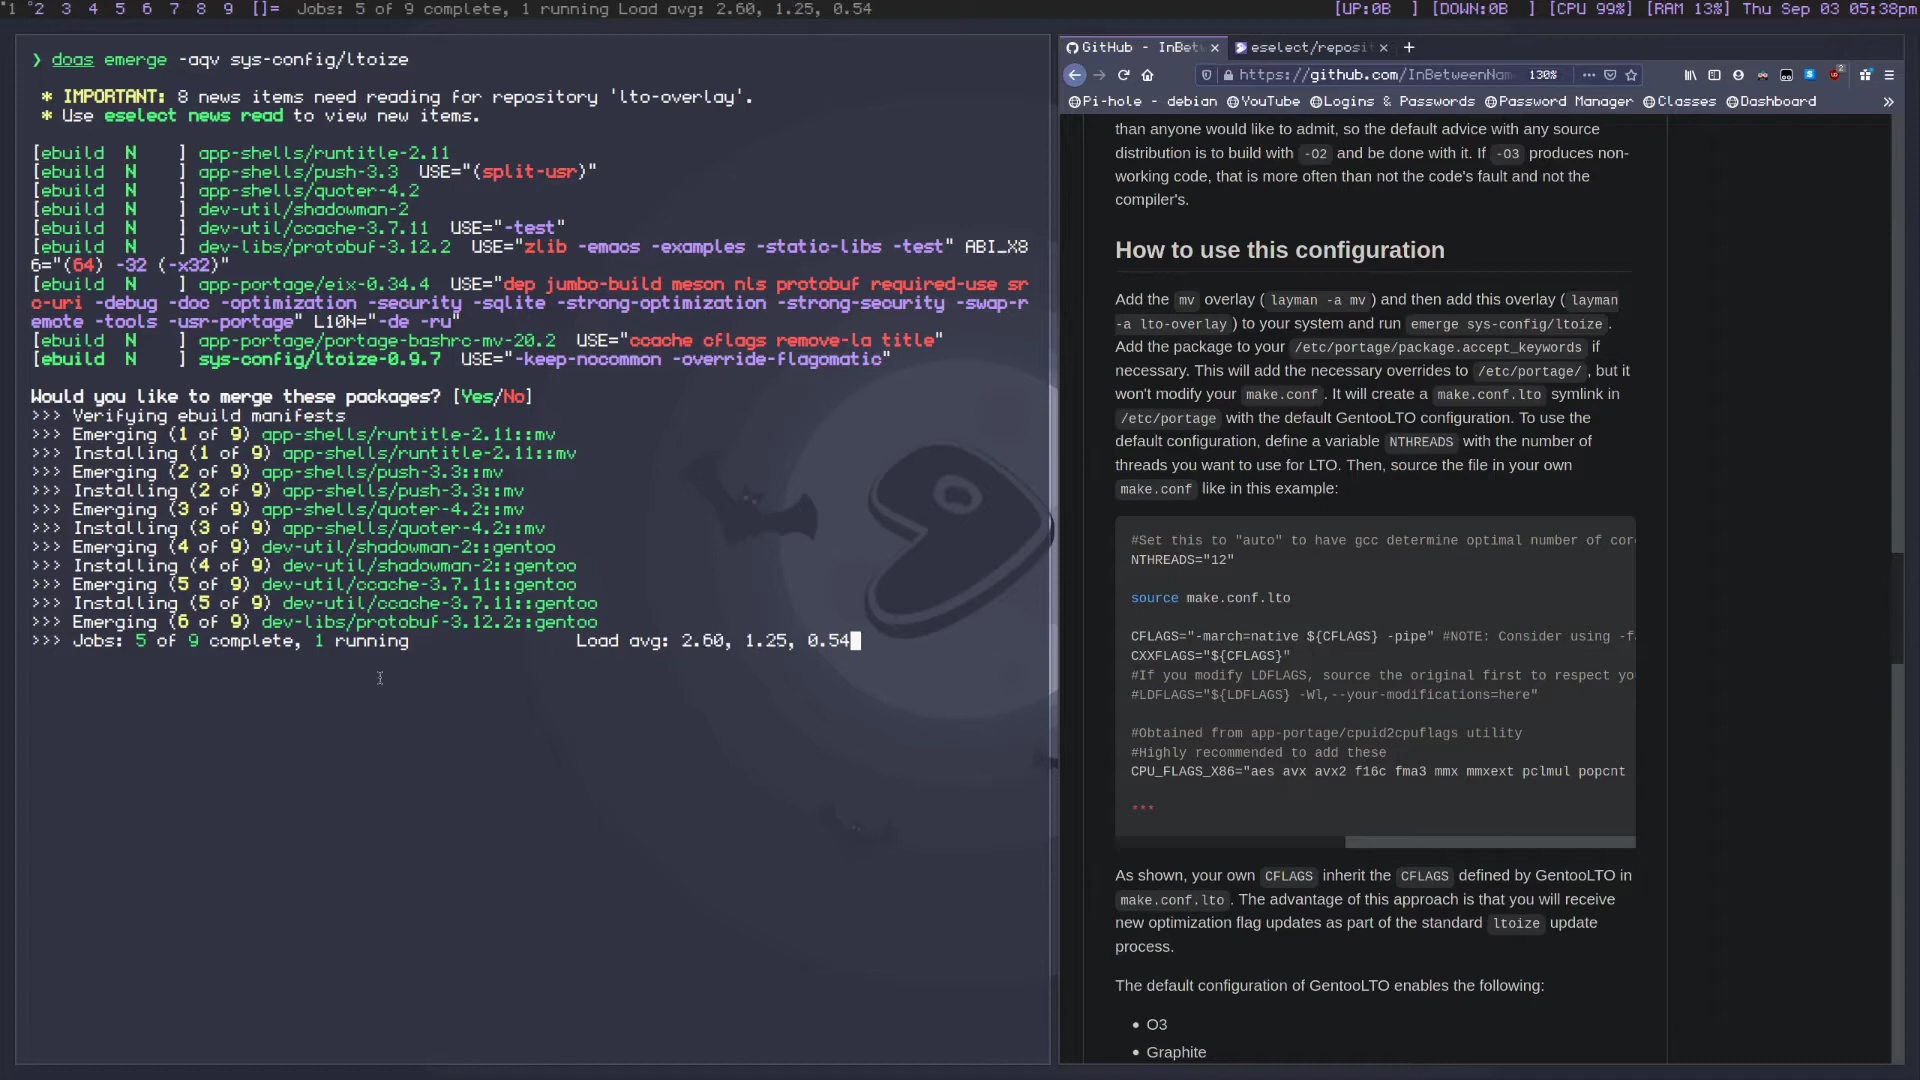 1 2 3 4 5 6 7 8 9 []= Jobs: 5 of 9 complete, 1 running Load avg: 2.60, 1.25, 0.54
[UP:0B ] [DOWN:0B ] [CPU 99%] [RAM 13%] Thu Sep 03 05:38pm
❯ doas emerge -aqv sys-config/ltoize
* IMPORTANT: 8 news items need reading for repository 'lto-overlay'.
* Use eselect news read to view new items.
[ebuild N ] app-shells/runtitle-2.11
[ebuild N ] app-shells/push-3.3 USE="(split-usr)"
[ebuild N ] app-shells/quoter-4.2
[ebuild N ] dev-util/shadowman-2
[ebuild N ] dev-util/ccache-3.7.11 USE="-test"
[ebuild N ] dev-libs/protobuf-3.12.2 USE="zlib -emacs -examples -static-libs -test" ABI_X8
6="(64) -32 (-x32)"
[ebuild N ] app-portage/eix-0.34.4 USE="dep jumbo-build meson nls protobuf required-use sr
c-uri -debug -doc -optimization -security -sqlite -strong-optimization -strong-security -swap-r
emote -tools -usr-portage" L10N="-de -ru"
[ebuild N ] app-portage/portage-bashrc-mv-20.2 USE="ccache cflags remove-la title"
[ebuild N ] sys-config/ltoize-0.9.7 USE="-keep-nocommon -override-flagomatic"
Would you like to merge these packages? [Yes/No]
>>> Verifying ebuild manifests
>>> Emerging (1 of 9) app-shells/runtitle-2.11::mv
>>> Installing (1 of 9) app-shells/runtitle-2.11::mv
>>> Emerging (2 of 9) app-shells/push-3.3::mv
>>> Installing (2 of 9) app-shells/push-3.3::mv
>>> Emerging (3 of 9) app-shells/quoter-4.2::mv
>>> Installing (3 of 9) app-shells/quoter-4.2::mv
>>> Emerging (4 of 9) dev-util/shadowman-2::gentoo
>>> Installing (4 of 9) dev-util/shadowman-2::gentoo
>>> Emerging (5 of 9) dev-util/ccache-3.7.11::gentoo
>>> Installing (5 of 9) dev-util/ccache-3.7.11::gentoo
>>> Emerging (6 of 9) dev-libs/protobuf-3.12.2::gentoo
>>> Jobs: 5 of 9 complete, 1 running Load avg: 2.60, 1.25, 0.54
GitHub - InBetw × eselect/reposit × +
https://github.com/InBetweenNam 130%
Pi-hole - debian YouTube Logins & Passwords Password Manager Classes Dashboard »
than anyone would like to admit, so the default advice with any source
distribution is to build with -O2 and be done with it. If -O3 produces non-
working code, that is more often than not the code's fault and not the
compiler's.
How to use this configuration
Add the mv overlay ( layman -a mv ) and then add this overlay ( layman
-a lto-overlay ) to your system and run emerge sys-config/ltoize .
Add the package to your /etc/portage/package.accept_keywords if
necessary. This will add the necessary overrides to /etc/portage/ , but it
won't modify your make.conf . It will create a make.conf.lto symlink in
/etc/portage with the default GentooLTO configuration. To use the
default configuration, define a variable NTHREADS with the number of
threads you want to use for LTO. Then, source the file in your own
make.conf like in this example:
#Set this to "auto" to have gcc determine optimal number of cor
NTHREADS="12"
source make.conf.lto
CFLAGS="-march=native ${CFLAGS} -pipe" #NOTE: Consider using -f
CXXFLAGS="${CFLAGS}"
#If you modify LDFLAGS, source the original first to respect yo
#LDFLAGS="${LDFLAGS} -Wl,--your-modifications=here"
#Obtained from app-portage/cpuid2cpuflags utility
#Highly recommended to add these
CPU_FLAGS_X86="aes avx avx2 f16c fma3 mmx mmxext pclmul popcnt
***
As shown, your own CFLAGS inherit the CFLAGS defined by GentooLTO in
make.conf.lto . The advantage of this approach is that you will receive
new optimization flag updates as part of the standard ltoize update
process.
The default configuration of GentooLTO enables the following:
• O3
• Graphite